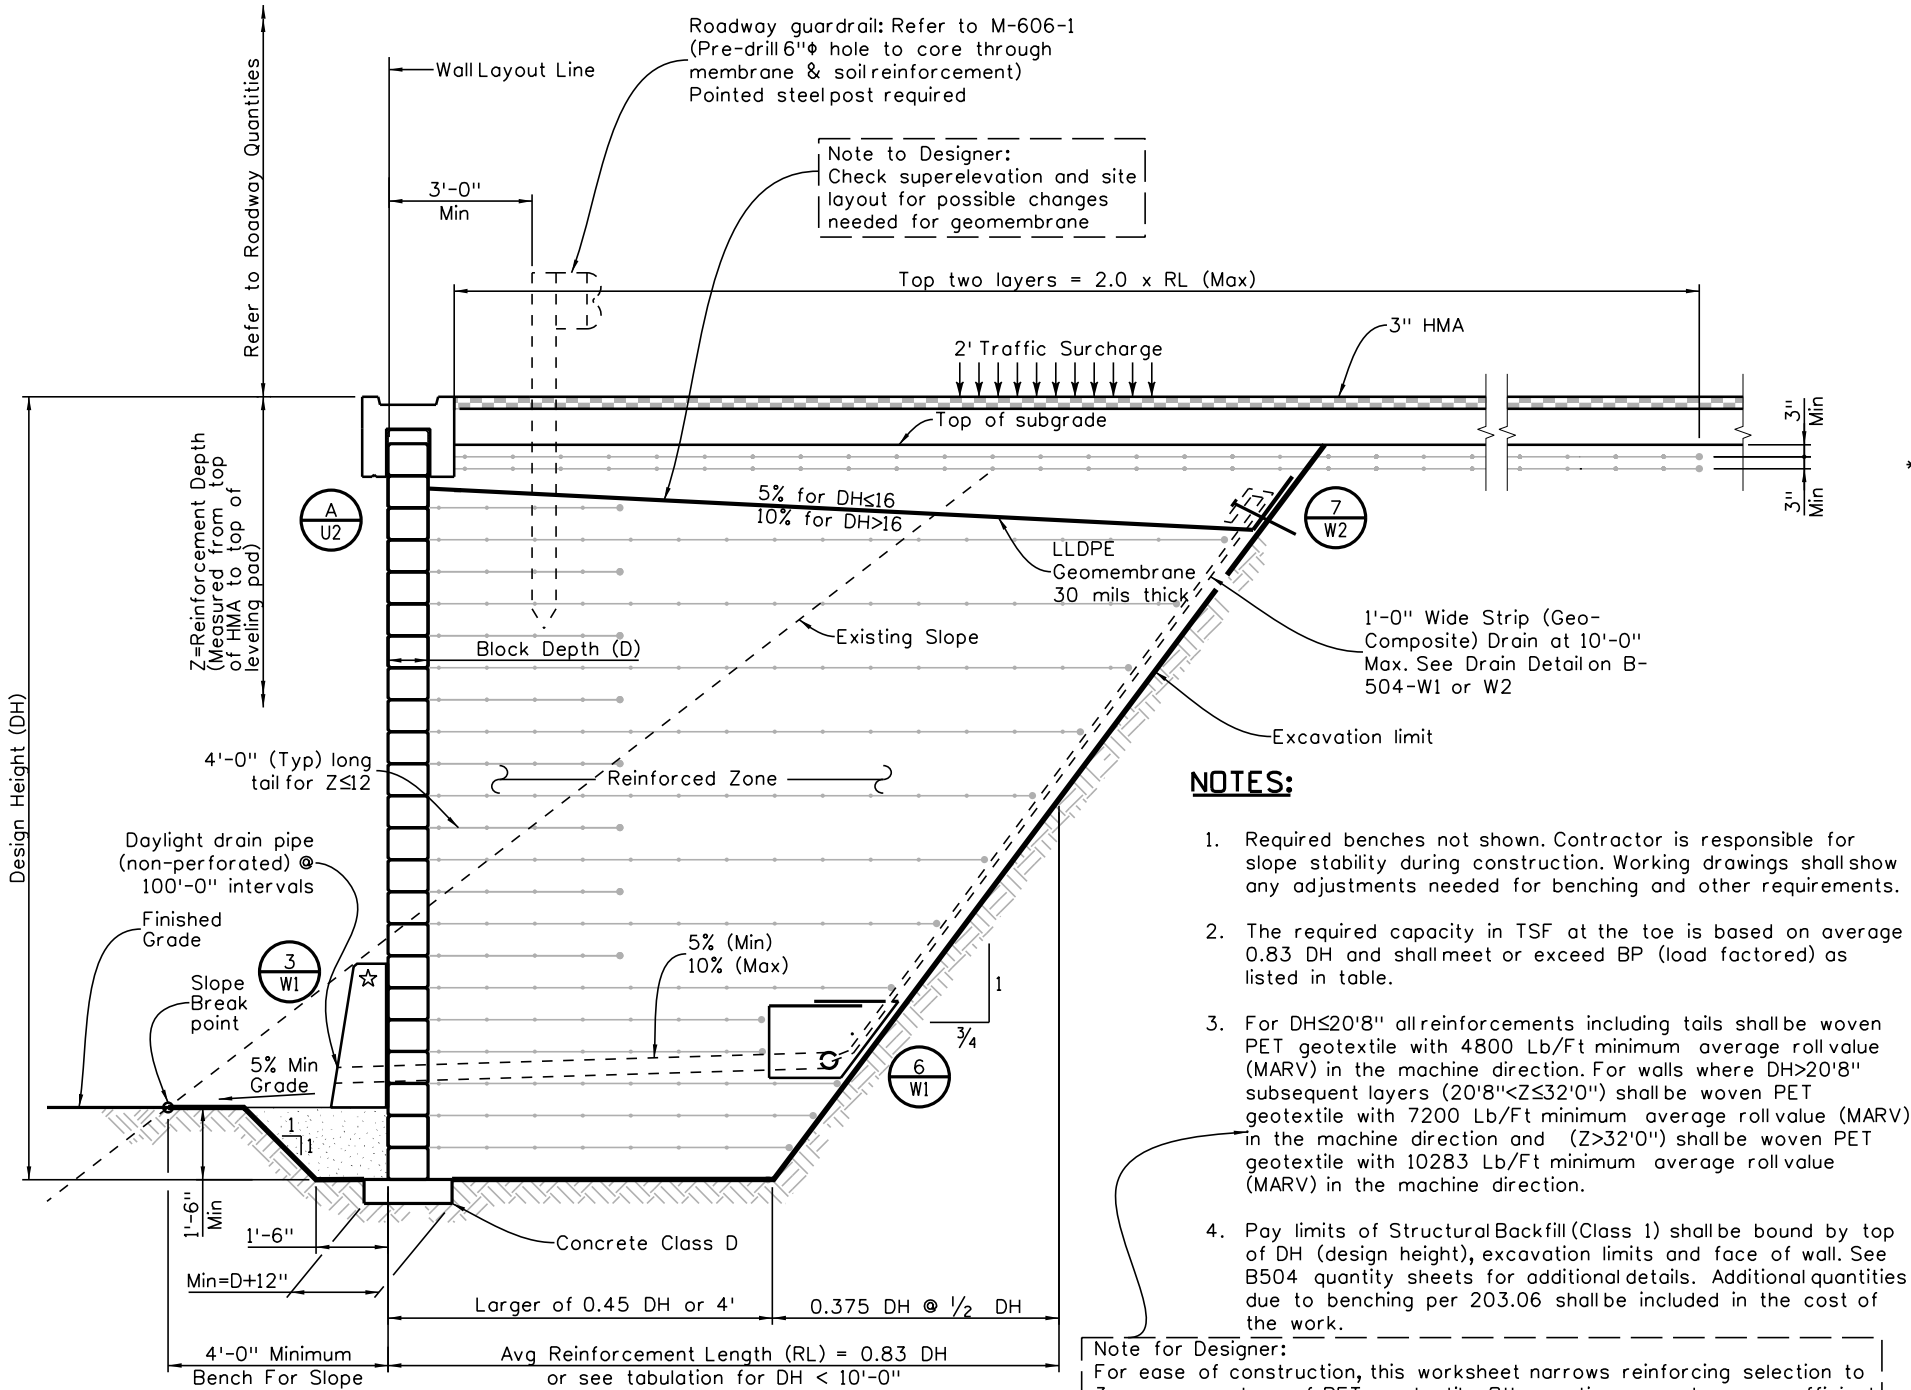 Refer to Roadway Quantities
Wall Layout Line
Roadway guardrail: Refer to M-606-1
(Pre-drill 6"Φ hole to core through
membrane & soil reinforcement)
Pointed steel post required
Note to Designer:
Check superelevation and site
layout for possible changes
needed for geomembrane
3'-0"
Min
Top two layers = 2.0 x RL (Max)
3" HMA
2' Traffic Surcharge
Top of subgrade
3"
Min
3"
Min
*
Z=Reinforcement Depth
(Measured from top
of HMA to top of
leveling pad)
A
U2
5% for DH≤16
10% for DH>16
7
W2
LLDPE
Geomembrane
30 mils thick
Existing Slope
Block Depth (D)
1'-0" Wide Strip (Geo-
Composite) Drain at 10'-0"
Max. See Drain Detail on B-
504-W1 or W2
Excavation limit
Design Height (DH)
4'-0" (Typ) long
tail for Z≤12
Reinforced Zone
Daylight drain pipe
(non-perforated) @
100'-0" intervals
Finished
Grade
3
W1
Slope
Break
point
5% (Min)
10% (Max)
1
3/4
6
W1
5% Min
Grade
1
1
1'-6"
Min
1'-6"
Min=D+12"
Concrete Class D
Larger of 0.45 DH or 4'
0.375 DH @ 1/2 DH
4'-0" Minimum
Bench For Slope
Avg Reinforcement Length (RL) = 0.83 DH
or see tabulation for DH < 10'-0"
NOTES:
1. Required benches not shown. Contractor is responsible for
slope stability during construction. Working drawings shall show
any adjustments needed for benching and other requirements.
2. The required capacity in TSF at the toe is based on average
0.83 DH and shall meet or exceed BP (load factored) as
listed in table.
3. For DH≤20'8" all reinforcements including tails shall be woven
PET geotextile with 4800 Lb/Ft minimum average roll value
(MARV) in the machine direction. For walls where DH>20'8"
subsequent layers (20'8"<Z≤32'0") shall be woven PET
geotextile with 7200 Lb/Ft minimum average roll value (MARV)
in the machine direction and (Z>32'0") shall be woven PET
geotextile with 10283 Lb/Ft minimum average roll value
(MARV) in the machine direction.
4. Pay limits of Structural Backfill (Class 1) shall be bound by top
of DH (design height), excavation limits and face of wall. See
B504 quantity sheets for additional details. Additional quantities
due to benching per 203.06 shall be included in the cost of
the work.
Note for Designer:
For ease of construction, this worksheet narrows reinforcing selection to